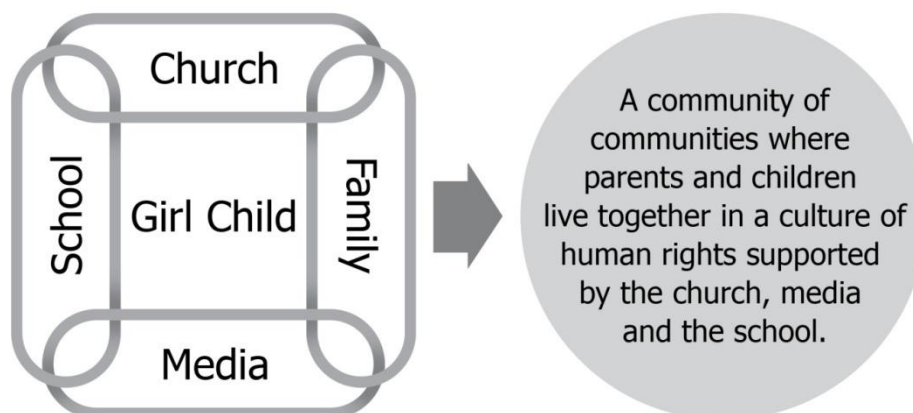 Church
School
Girl Child
Family
Media
A community of
communities where
parents and children
live together in a culture of
human rights supported
by the church, media
and the school.